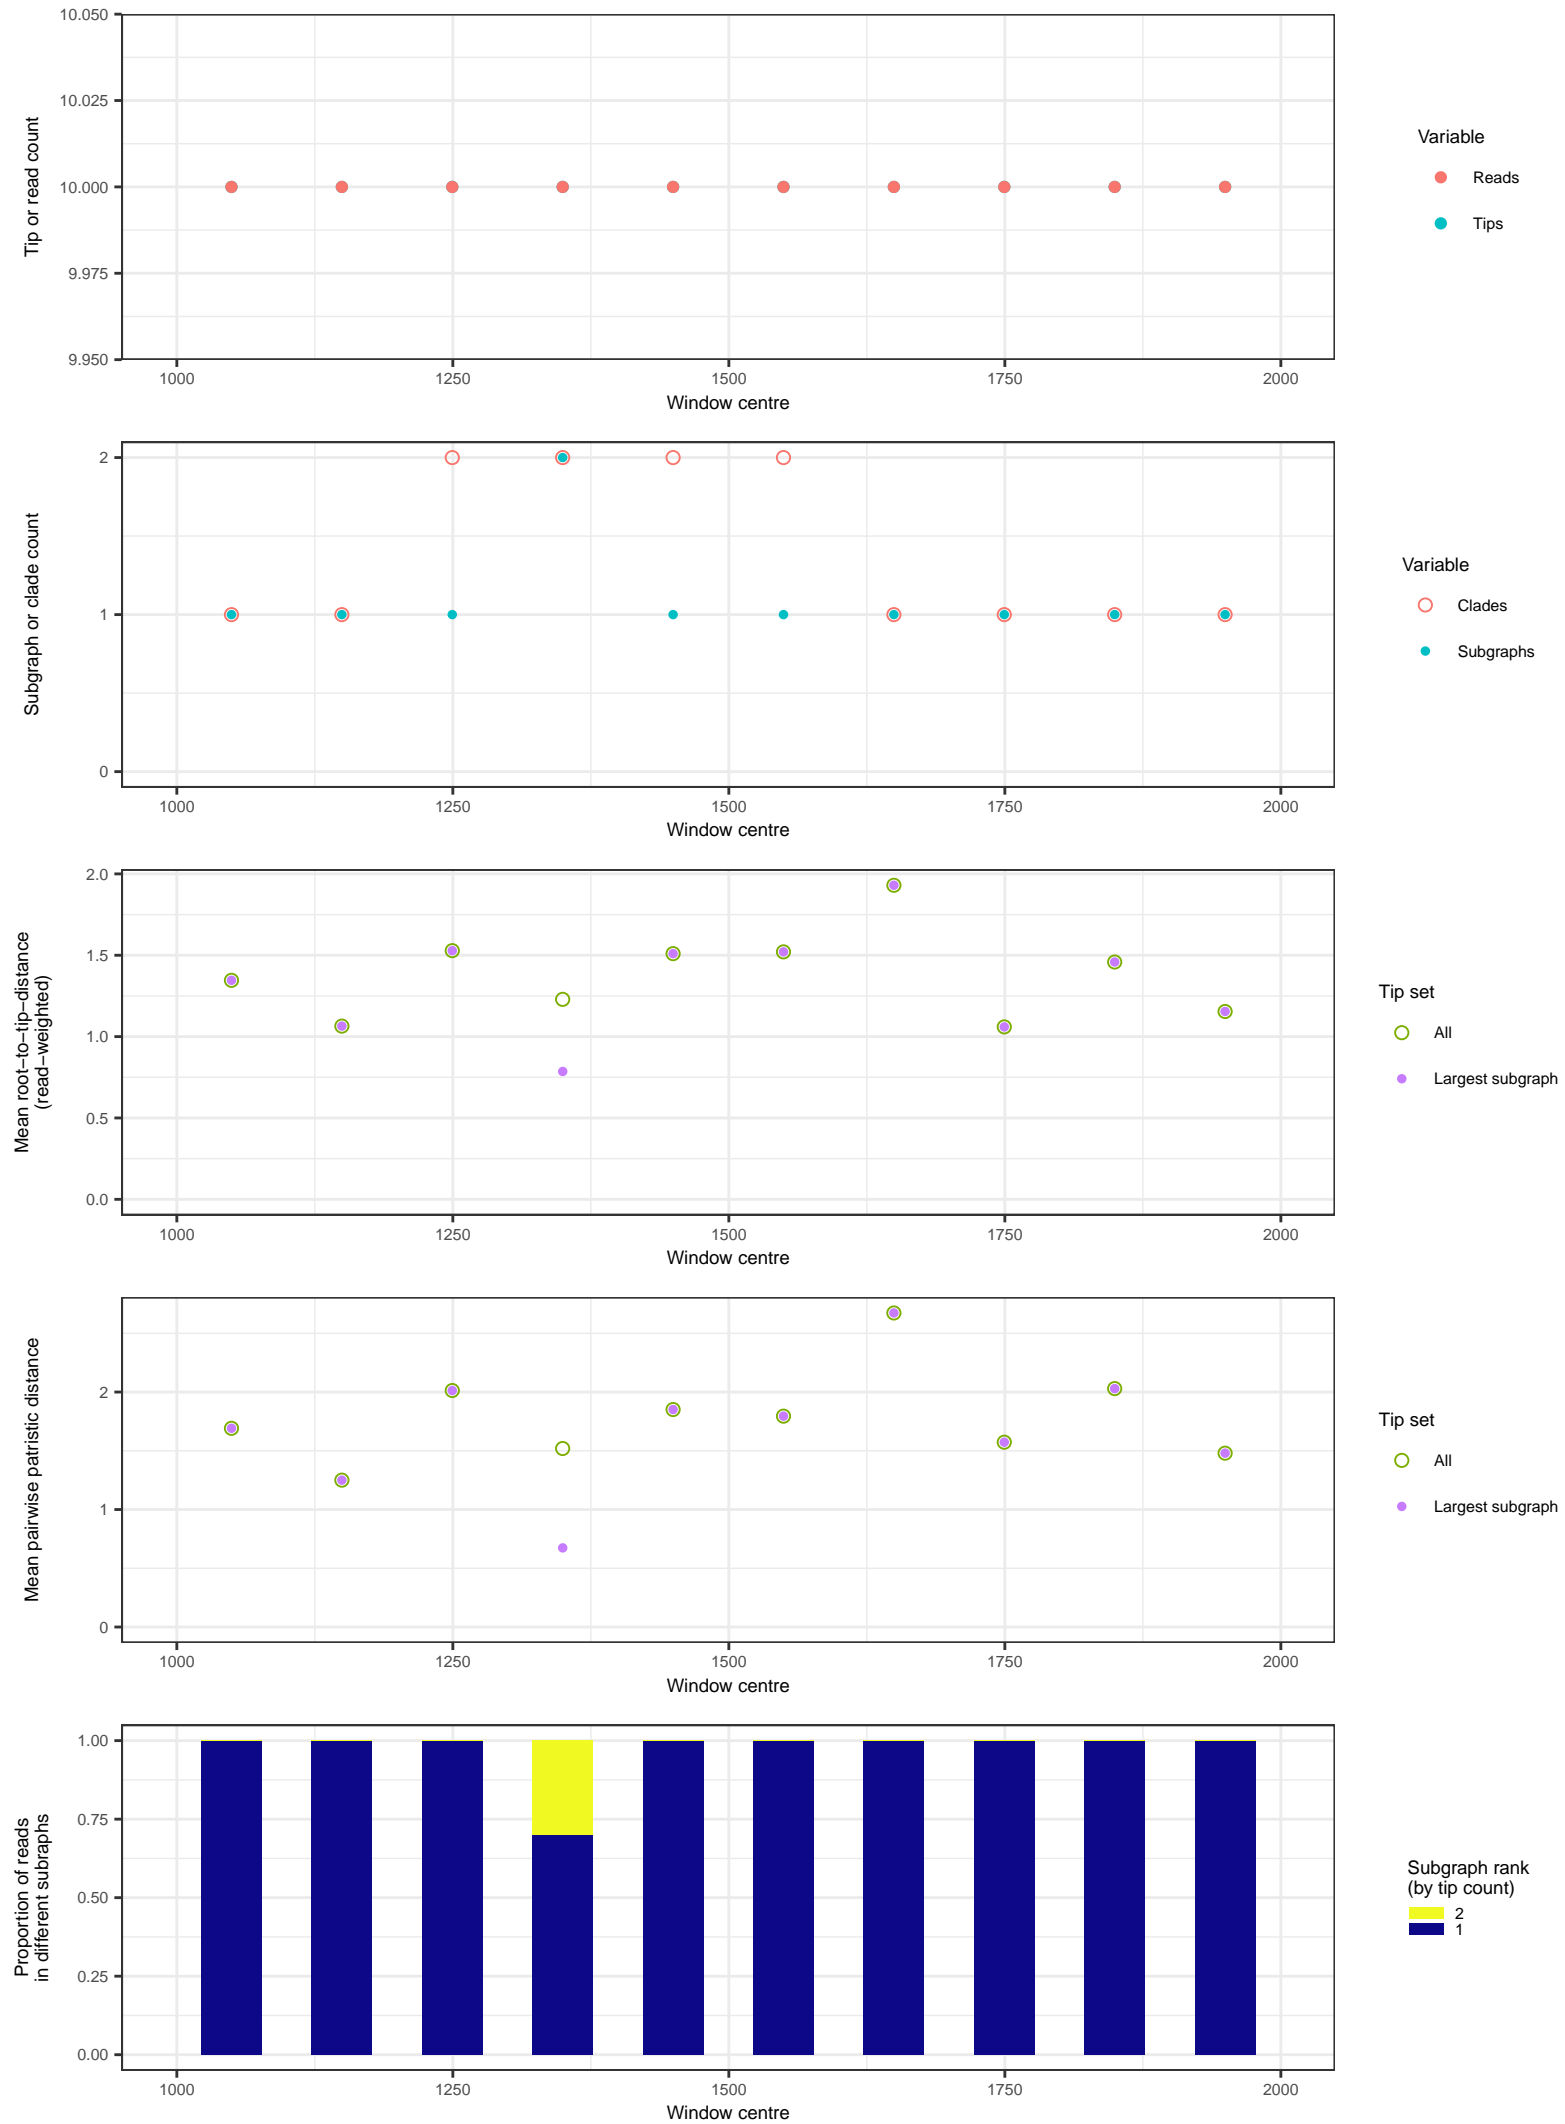 10.050
10.025
10.000
9.975
9.950
Tip or read count
1000 1250 1500 1750 2000
Window centre
Variable
Reads
Tips
2
1
0
Subgraph or clade count
1000 1250 1500 1750 2000
Window centre
Variable
Clades
Subgraphs
2.0
1.5
1.0
0.5
0.0
Mean root−to−tip−distance
(read−weighted)
1000 1250 1500 1750 2000
Window centre
Tip set
All
Largest subgraph
2
1
0
Mean pairwise patristic distance
1000 1250 1500 1750 2000
Window centre
Tip set
All
Largest subgraph
1.00
0.75
0.50
0.25
0.00
Proportion of reads
in different subraphs
1000 1250 1500 1750 2000
Window centre
Subgraph rank
(by tip count)
2
1